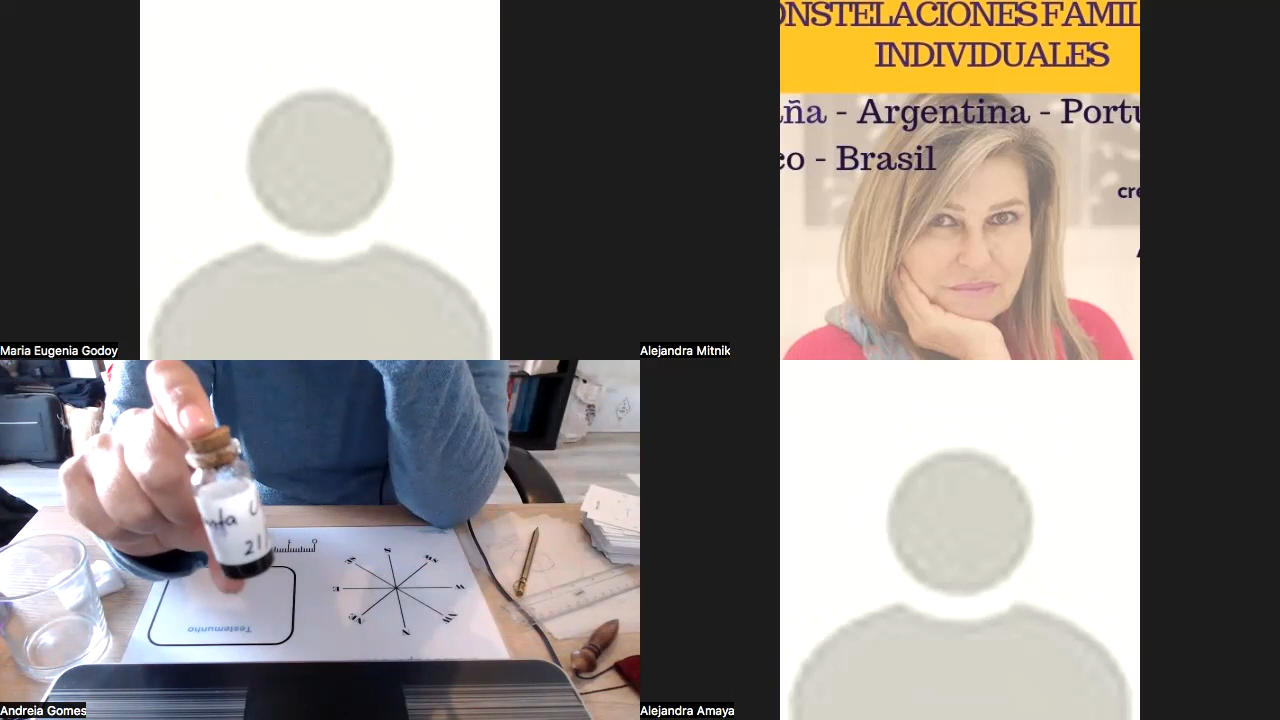 ONSTELACIONES FAMIL
INDIVIDUALES
ña - Argentina - Portu
co - Brasil
cre
Maria Eugenia Godoy
Alejandra Mitnik
21
Testemunho
Andreia Gomes
Alejandra Amaya